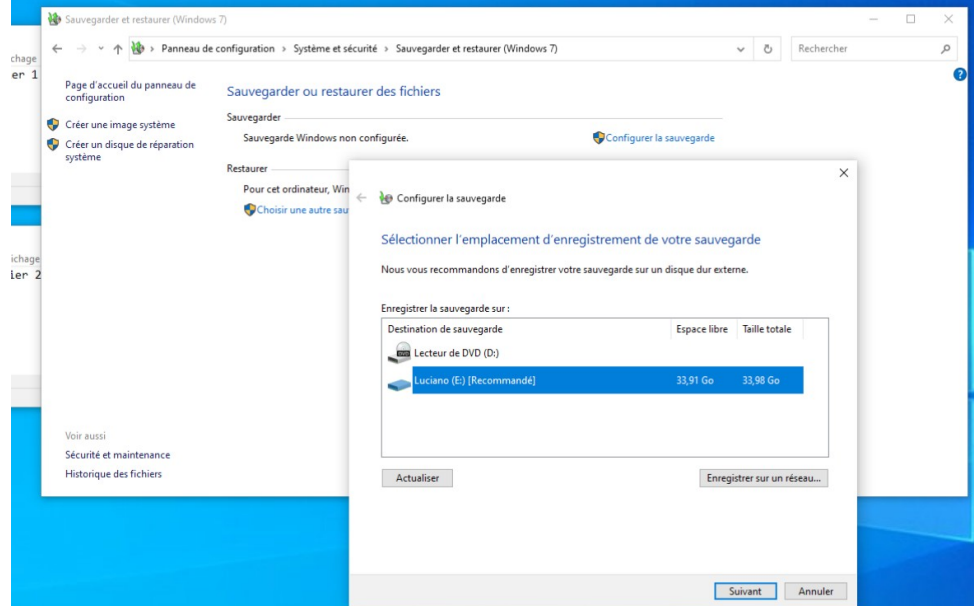 Sauvegarder et restaurer (Windows 7)
Panneau de configuration > Système et sécurité > Sauvegarder et restaurer (Windows 7)
Rechercher
chage
er 1
Page d'accueil du panneau de
configuration
Créer une image système
Créer un disque de réparation
système
Sauvegarder ou restaurer des fichiers
Sauvegarder
Sauvegarde Windows non configurée.
Configurer la sauvegarde
Restaurer
Pour cet ordinateur, Win
Choisir une autre sau
ichage
ier 2
Voir aussi
Sécurité et maintenance
Historique des fichiers
Configurer la sauvegarde
Sélectionner l'emplacement d'enregistrement de votre sauvegarde
Nous vous recommandons d'enregistrer votre sauvegarde sur un disque dur externe.
Enregistrer la sauvegarde sur :
Destination de sauvegarde Espace libre Taille totale
Lecteur de DVD (D:)
Luciano (E:) [Recommandé] 33,91 Go 33,98 Go
Actualiser
Enregistrer sur un réseau...
Suivant
Annuler